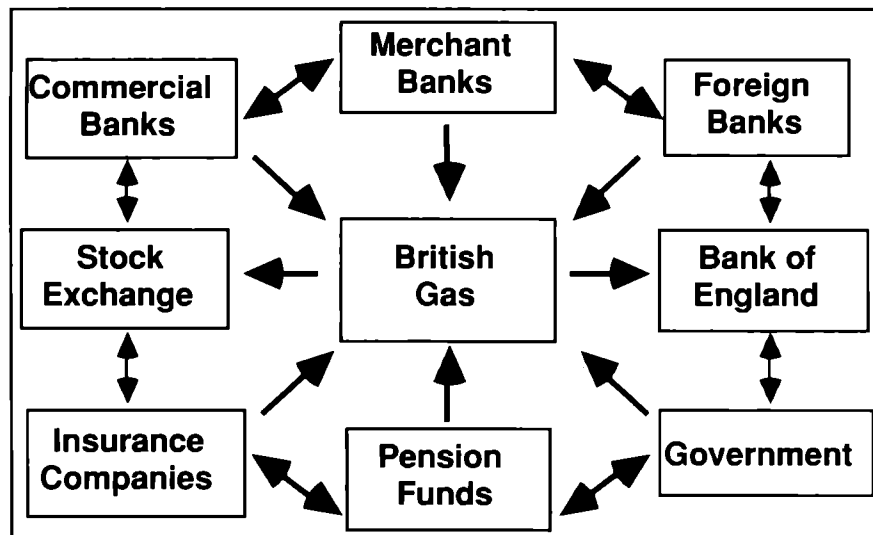 Merchant
Banks
Commercial
Banks
Foreign
Banks
Stock
Exchange
British
Gas
Bank of
England
Insurance
Companies
Pension
Funds
Government